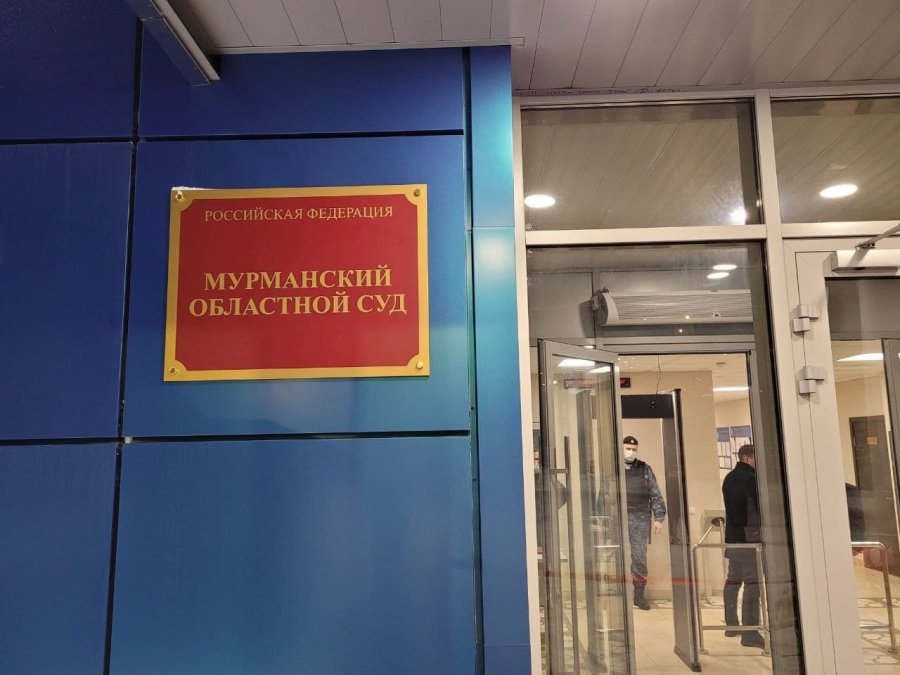 РОССИЙСКАЯ ФЕДЕРАЦИЯ
МУРМАНСКИЙ
ОБЛАСТНОЙ СУД